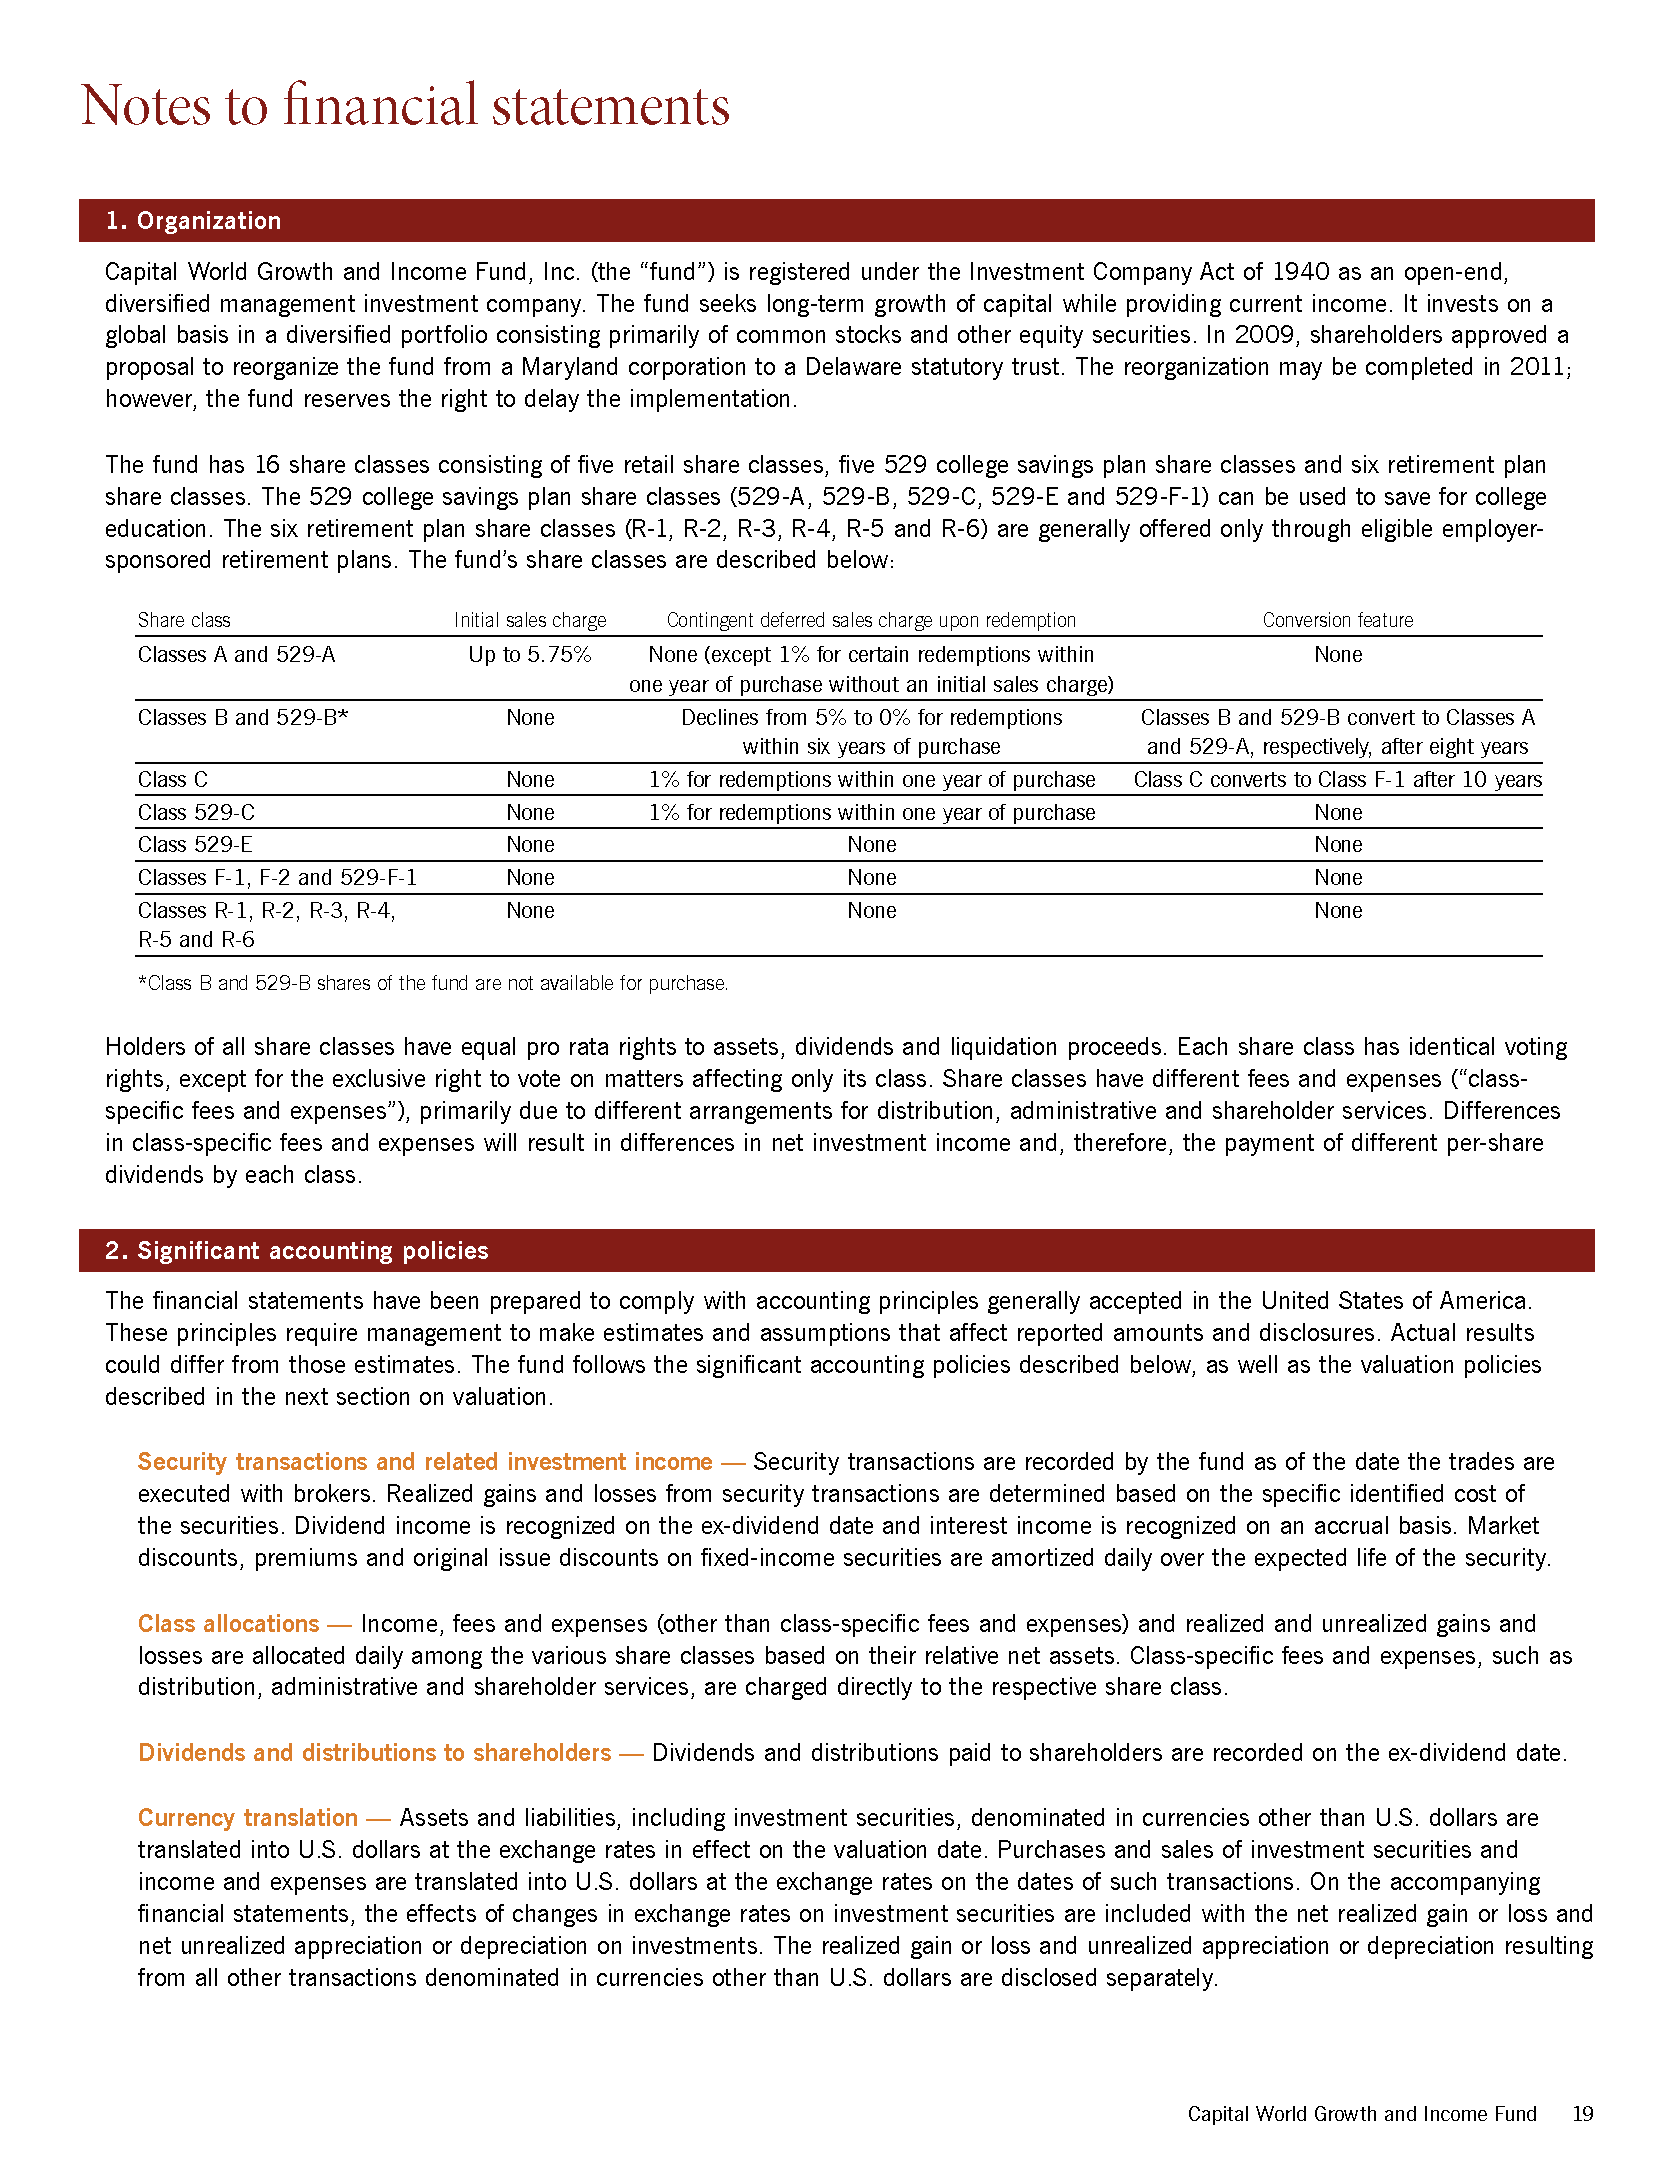 Notes to financial statements
1. Organization
Capital World Growth and Income Fund, Inc. (the “fund”) is registered under the Investment Company Act of 1940 as an open-end,
diversified management investment company. The fund seeks long-term growth of capital while providing current income. It invests on a
global basis in a diversified portfolio consisting primarily of common stocks and other equity securities. In 2009, shareholders approved a
proposal to reorganize the fund from a Maryland corporation to a Delaware statutory trust. The reorganization may be completed in 2011;
however, the fund reserves the right to delay the implementation.
The fund has 16 share classes consisting of five retail share classes, five 529 college savings plan share classes and six retirement plan
share classes. The 529 college savings plan share classes (529-A, 529-B, 529-C, 529-E and 529-F-1) can be used to save for college
education. The six retirement plan share classes (R-1, R-2, R-3, R-4, R-5 and R-6) are generally offered only through eligible employer-
sponsored retirement plans. The fund’s share classes are described below:
Share class Initial sales charge Contingent deferred sales charge upon redemption Conversion feature
Classes A and 529-A Up to 5.75% None (except 1% for certain redemptions within None
one year of purchase without an initial sales charge)
Classes B and 529-B* None Declines from 5% to 0% for redemptions Classes B and 529-B convert to Classes A
within six years of purchase and 529-A, respectively, after eight years
Class C None 1% for redemptions within one year of purchase Class C converts to Class F-1 after 10 years
Class 529-C None 1% for redemptions within one year of purchase None
Class 529-E None None None
Classes F-1, F-2 and 529-F-1 None None None
Classes R-1, R-2, R-3, R-4, None None None
R-5 and R-6
*Class B and 529-B shares of the fund are not available for purchase.
Holders of all share classes have equal pro rata rights to assets, dividends and liquidation proceeds. Each share class has identical voting
rights, except for the exclusive right to vote on matters affecting only its class. Share classes have different fees and expenses (“class-
specific fees and expenses”), primarily due to different arrangements for distribution, administrative and shareholder services. Differences
in class-specific fees and expenses will result in differences in net investment income and, therefore, the payment of different per-share
dividends by each class.
2. Significant accounting policies
The financial statements have been prepared to comply with accounting principles generally accepted in the United States of America.
These principles require management to make estimates and assumptions that affect reported amounts and disclosures. Actual results
could differ from those estimates. The fund follows the significant accounting policies described below, as well as the valuation policies
described in the next section on valuation.
Security transactions and related investment income — Security transactions are recorded by the fund as of the date the trades are
executed with brokers. Realized gains and losses from security transactions are determined based on the specific identified cost of
the securities. Dividend income is recognized on the ex-dividend date and interest income is recognized on an accrual basis. Market
discounts, premiums and original issue discounts on fixed-income securities are amortized daily over the expected life of the security.
Class allocations — Income, fees and expenses (other than class-specific fees and expenses) and realized and unrealized gains and
losses are allocated daily among the various share classes based on their relative net assets. Class-specific fees and expenses, such as
distribution, administrative and shareholder services, are charged directly to the respective share class.
Dividends and distributions to shareholders — Dividends and distributions paid to shareholders are recorded on the ex-dividend date.
Currency translation — Assets and liabilities, including investment securities, denominated in currencies other than U.S. dollars are
translated into U.S. dollars at the exchange rates in effect on the valuation date. Purchases and sales of investment securities and
income and expenses are translated into U.S. dollars at the exchange rates on the dates of such transactions. On the accompanying
financial statements, the effects of changes in exchange rates on investment securities are included with the net realized gain or loss and
net unrealized appreciation or depreciation on investments. The realized gain or loss and unrealized appreciation or depreciation resulting
from all other transactions denominated in currencies other than U.S. dollars are disclosed separately.
Capital World Growth and Income Fund 19